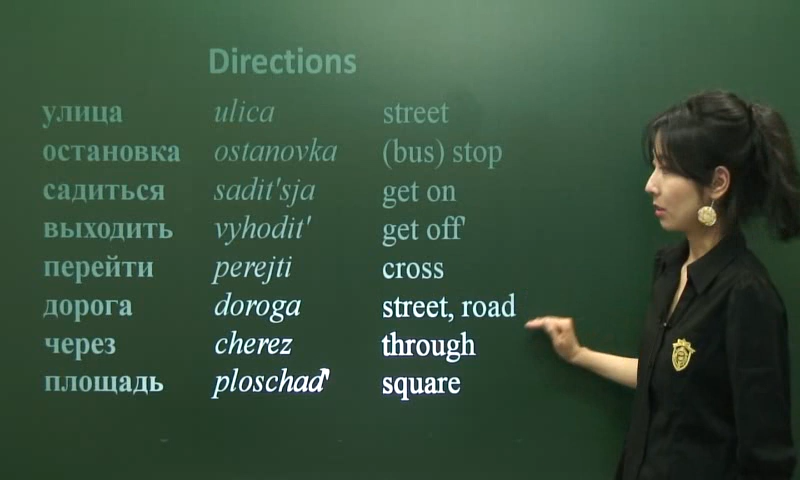 Directions
улица ulica street
остановка ostanovka (bus) stop
садиться sadit'sja get on
выходить vyhodit' get off
перейти perejti cross
дорога doroga street, road
через cherez through
площадь ploschad' square